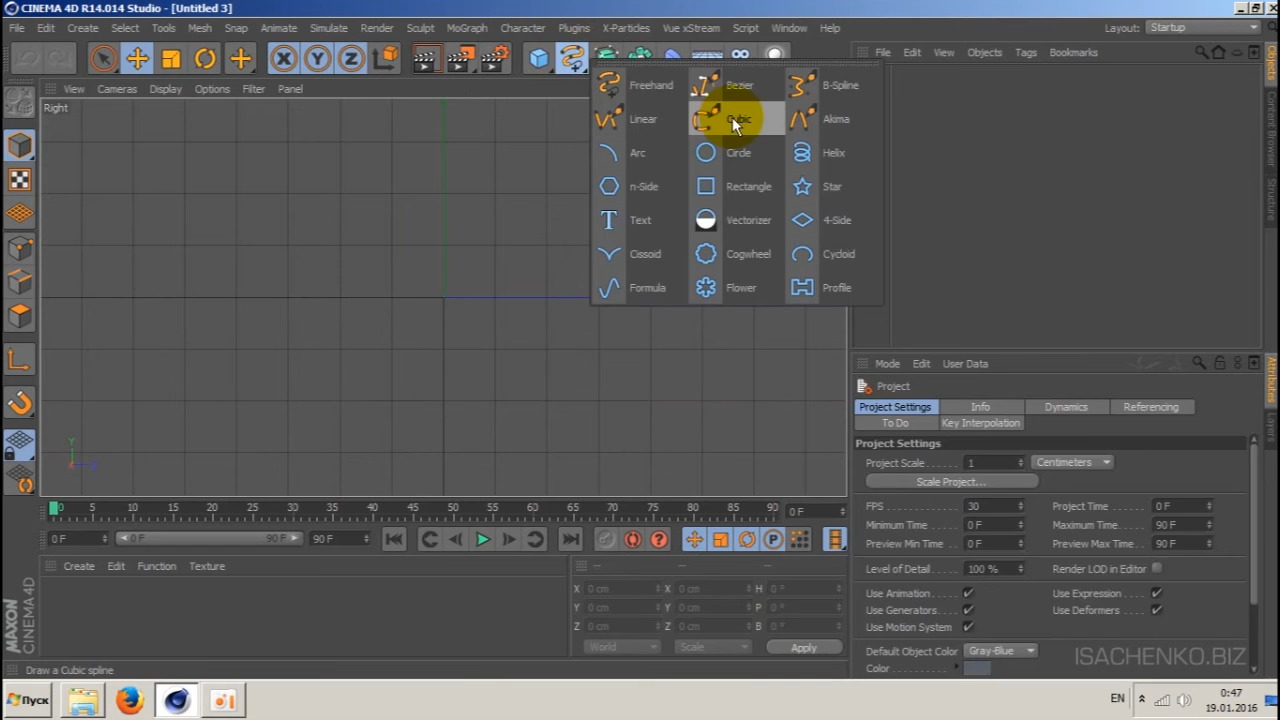 CINEMA 4D R14.014 Studio - [Untitled 3]
File Edit Create Select Tools Mesh Snap Animate Simulate Render Sculpt MoGraph Character Plugins X-Particles Vue xStream Script Window Help
Layout: Startup
X Y Z
File Edit View Objects Tags Bookmarks
View Cameras Display Options Filter Panel
Right
Freehand Bezier B-Spline
Linear Cubic Akima
Arc Circle Helix
n-Side Rectangle Star
Text Vectorizer 4-Side
Cissoid Cogwheel Cycloid
Formula Flower Profile
Y
Objects
Content Browser
Structure
Mode Edit User Data
Attributes
Layers
Project
Project Settings Info Dynamics Referencing
To Do Key Interpolation
Project Settings
Project Scale ..... 1 Centimeters
Scale Project...
FPS 30 Project Time 0 F
Minimum Time 0 F Maximum Time 90 F
Preview Min Time 0 F Preview Max Time 90 F
Level of Detail 100 % Render LOD in Editor
Use Animation Use Expression
Use Generators Use Deformers
Use Motion System
Default Object Color Gray-Blue
Color
0 5 10 15 20 25 30 35 40 45 50 55 60 65 70 75 80 85 90 0 F
0 F 0 F 90 F 90 F
Create Edit Function Texture
-- -- --
X 0 cm X 0 cm H 0 °
Y 0 cm Y 0 cm P 0 °
Z 0 cm Z 0 cm B 0 °
World Scale Apply
MAXON
CINEMA 4D
Draw a Cubic spline
ISACHENKO.BIZ
Пуск
EN
0:47
19.01.2016